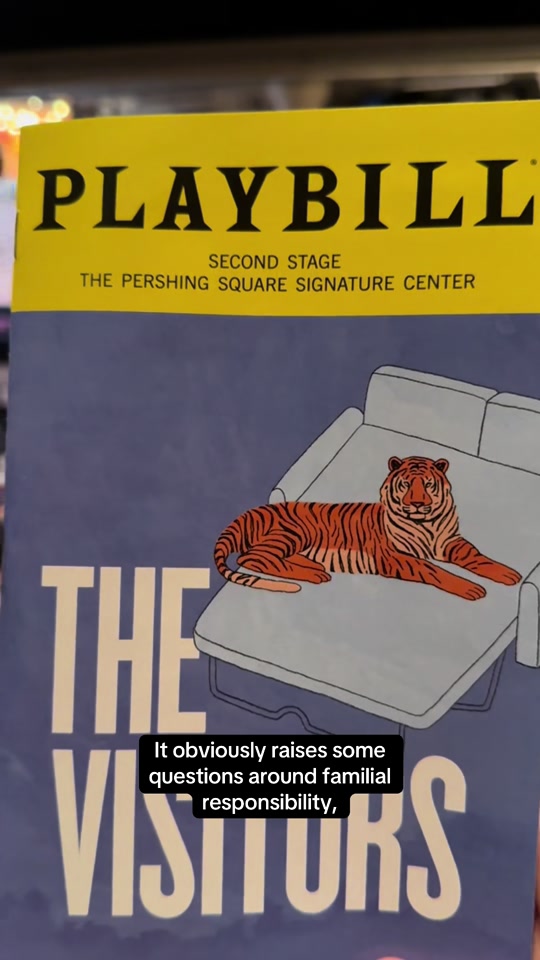 PLAYBILL®
SECOND STAGE
THE PERSHING SQUARE SIGNATURE CENTER
THE
VISITORS
It obviously raises some
questions around familial
responsibility,